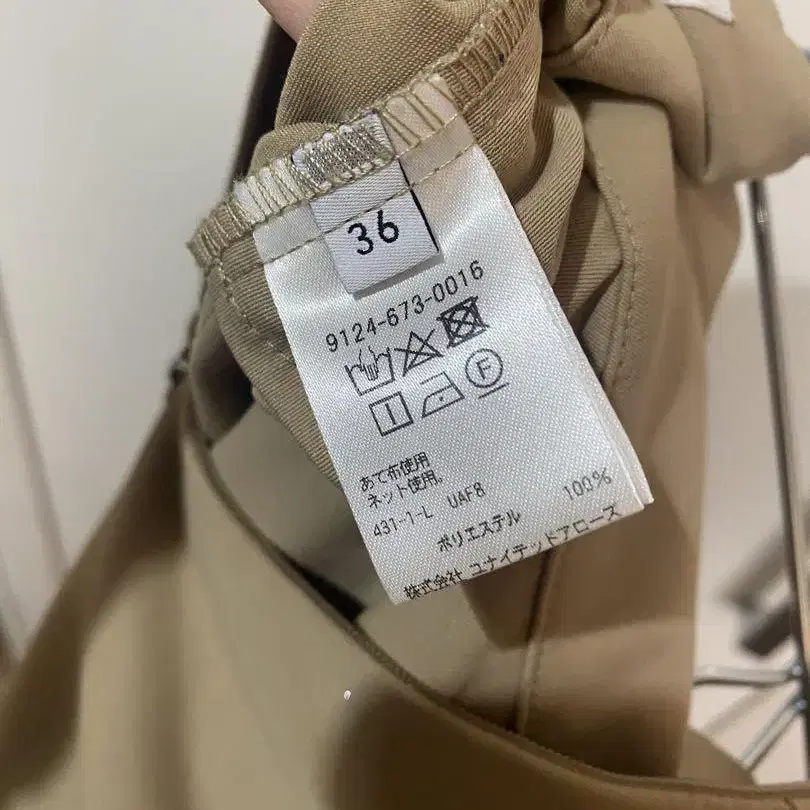 36
9124-673-0016
F
あて布使用
ネット使用。
431-1-L UAF8
ポリエステル 100%
株式会社 ユナイテッドアローズ